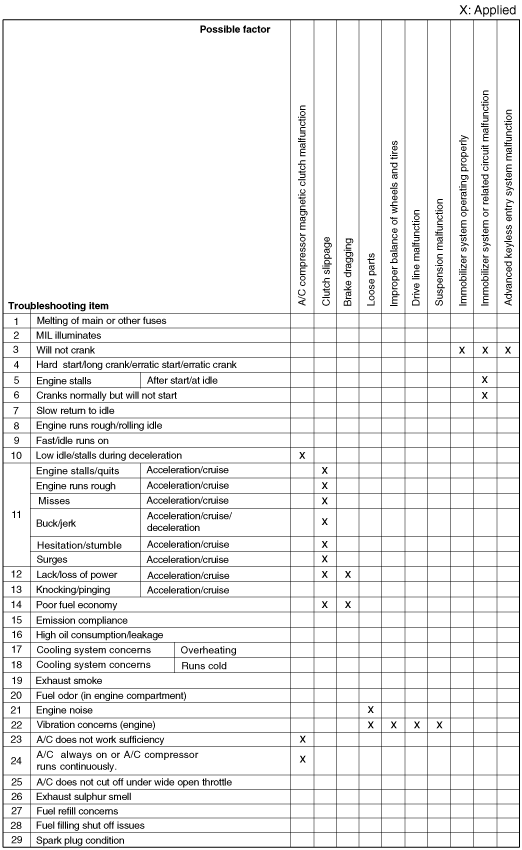 X: Applied
Possible factor
A/C compressor magnetic clutch malfunction
Clutch slippage
Brake dragging
Loose parts
Improper balance of wheels and tires
Drive line malfunction
Suspension malfunction
Immobilizer system operating properly
Immobilizer system or related circuit malfunction
Advanced keyless entry system malfunction
Troubleshooting item
1 Melting of main or other fuses
2 MIL illuminates
3 Will not crank X X X
4 Hard start/long crank/erratic start/erratic crank
5 Engine stalls After start/at idle X
6 Cranks normally but will not start X
7 Slow return to idle
8 Engine runs rough/rolling idle
9 Fast/idle runs on
10 Low idle/stalls during deceleration X
11
Engine stalls/quits Acceleration/cruise X
Engine runs rough Acceleration/cruise X
Misses Acceleration/cruise X
Buck/jerk Acceleration/cruise/
deceleration X
Hesitation/stumble Acceleration/cruise X
Surges Acceleration/cruise X
12 Lack/loss of power Acceleration/cruise X X
13 Knocking/pinging Acceleration/cruise
14 Poor fuel economy X X
15 Emission compliance
16 High oil consumption/leakage
17 Cooling system concerns Overheating
18 Cooling system concerns Runs cold
19 Exhaust smoke
20 Fuel odor (in engine compartment)
21 Engine noise X
22 Vibration concerns (engine) X X X X
23 A/C does not work sufficiency X
24 A/C always on or A/C compressor
runs continuously. X
25 A/C does not cut off under wide open throttle
26 Exhaust sulphur smell
27 Fuel refill concerns
28 Fuel filling shut off issues
29 Spark plug condition